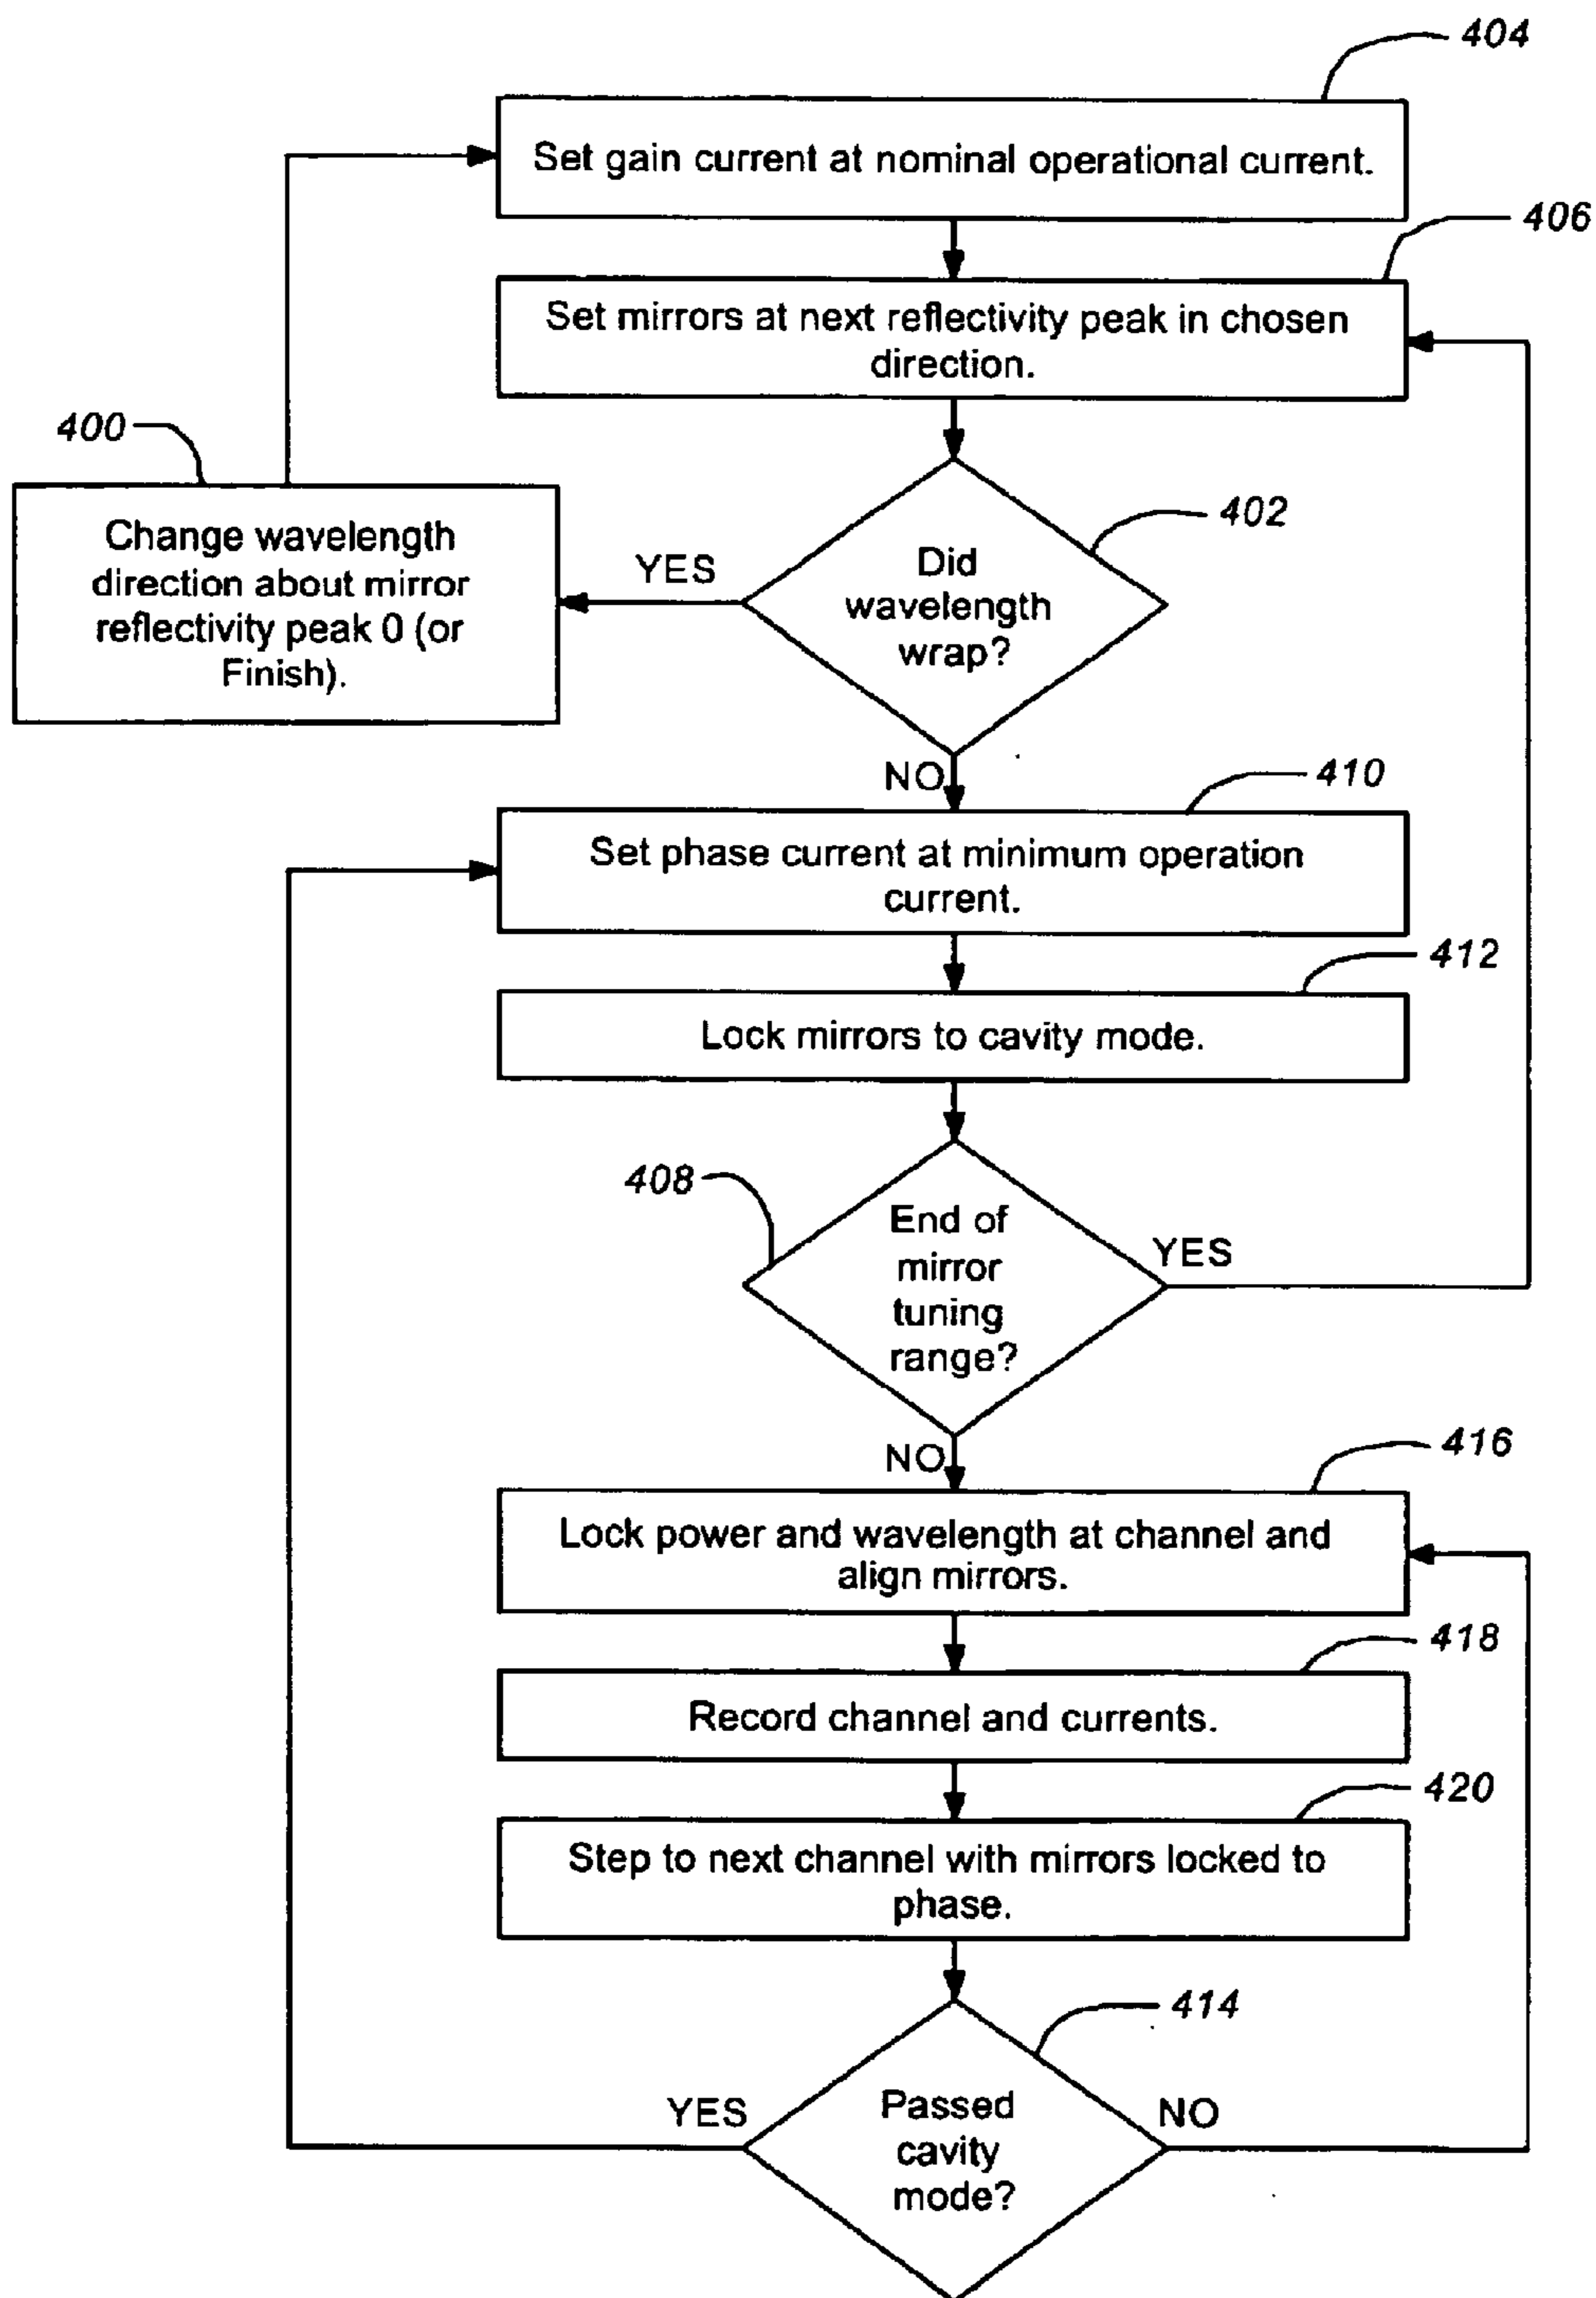 404
Set gain current at nominal operational current.
406
Set mirrors at next reflectivity peak in chosen
direction.
400
Change wavelength
direction about mirror
reflectivity peak 0 (or
Finish).
YES
402
Did
wavelength
wrap?
NO
410
Set phase current at minimum operation
current.
412
Lock mirrors to cavity mode.
408
End of
mirror
tuning
range?
YES
NO
416
Lock power and wavelength at channel and
align mirrors.
418
Record channel and currents.
420
Step to next channel with mirrors locked to
phase.
414
YES
Passed
cavity
mode?
NO